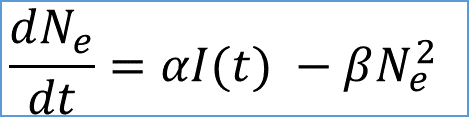 dN_e/dt = αI(t) − βN_e^2